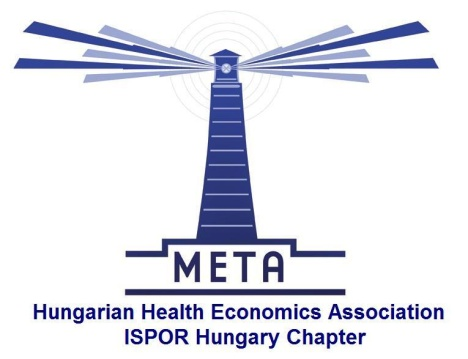 META
Hungarian Health Economics Association
ISPOR Hungary Chapter